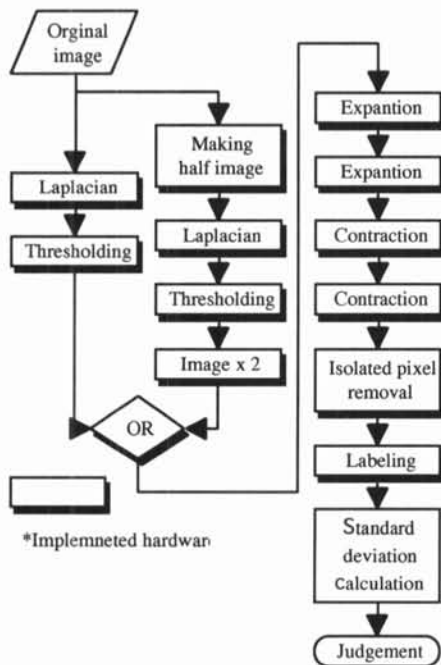 Orginal
image
Laplacian
Thresholding
Making
half image
Laplacian
Thresholding
Image x 2
OR
*Implemneted hardwar
Expantion
Expantion
Contraction
Contraction
Isolated pixel
removal
Labeling
Standard
deviation
calculation
Judgement